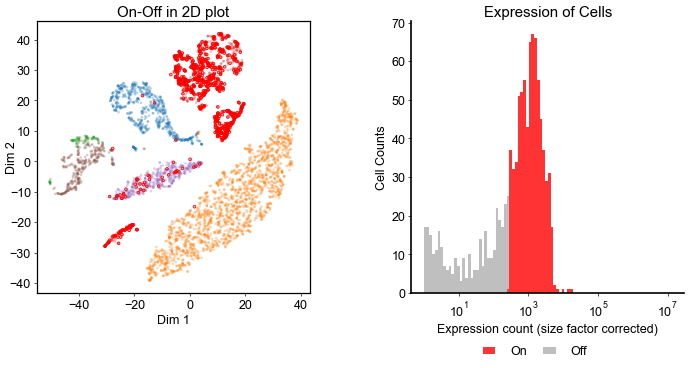 On-Off in 2D plot
Dim 2
40
30
20
10
0
−10
−20
−30
−40
−40 −20 0 20 40
Dim 1
Expression of Cells
Cell Counts
70
60
50
40
30
20
10
0
10^1 10^3 10^5 10^7
Expression count (size factor corrected)
On Off